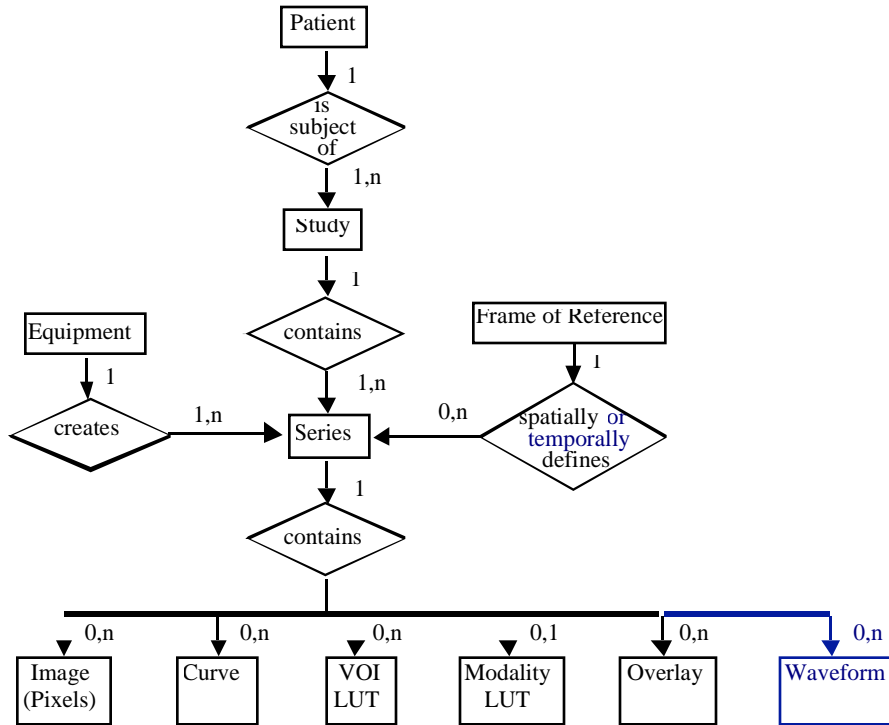 Patient
1
is
subject
of
1,n
Study
1
contains
1,n
Equipment
1
creates
1,n
Series
Frame of Reference
1
0,n
spatially or
temporally
defines
1
contains
0,n
0,n
0,n
0,1
0,n
0,n
Image
(Pixels)
Curve
VOI
LUT
Modality
LUT
Overlay
Waveform